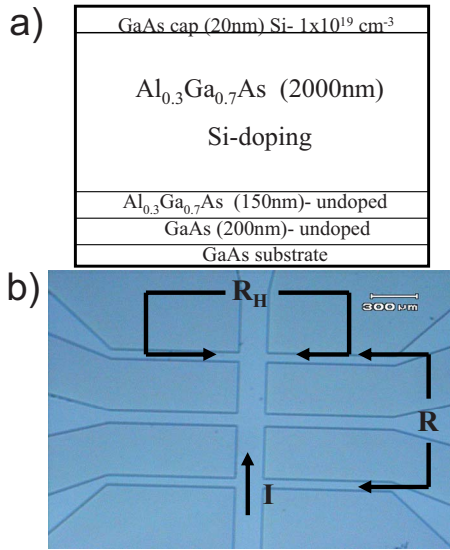 a)
GaAs cap (20nm) Si- 1x10¹⁹ cm⁻³
Al₀.₃Ga₀.₇As (2000nm)
Si-doping
Al₀.₃Ga₀.₇As (150nm)- undoped
GaAs (200nm)- undoped
GaAs substrate
b)
R_H
300 μm
R
I